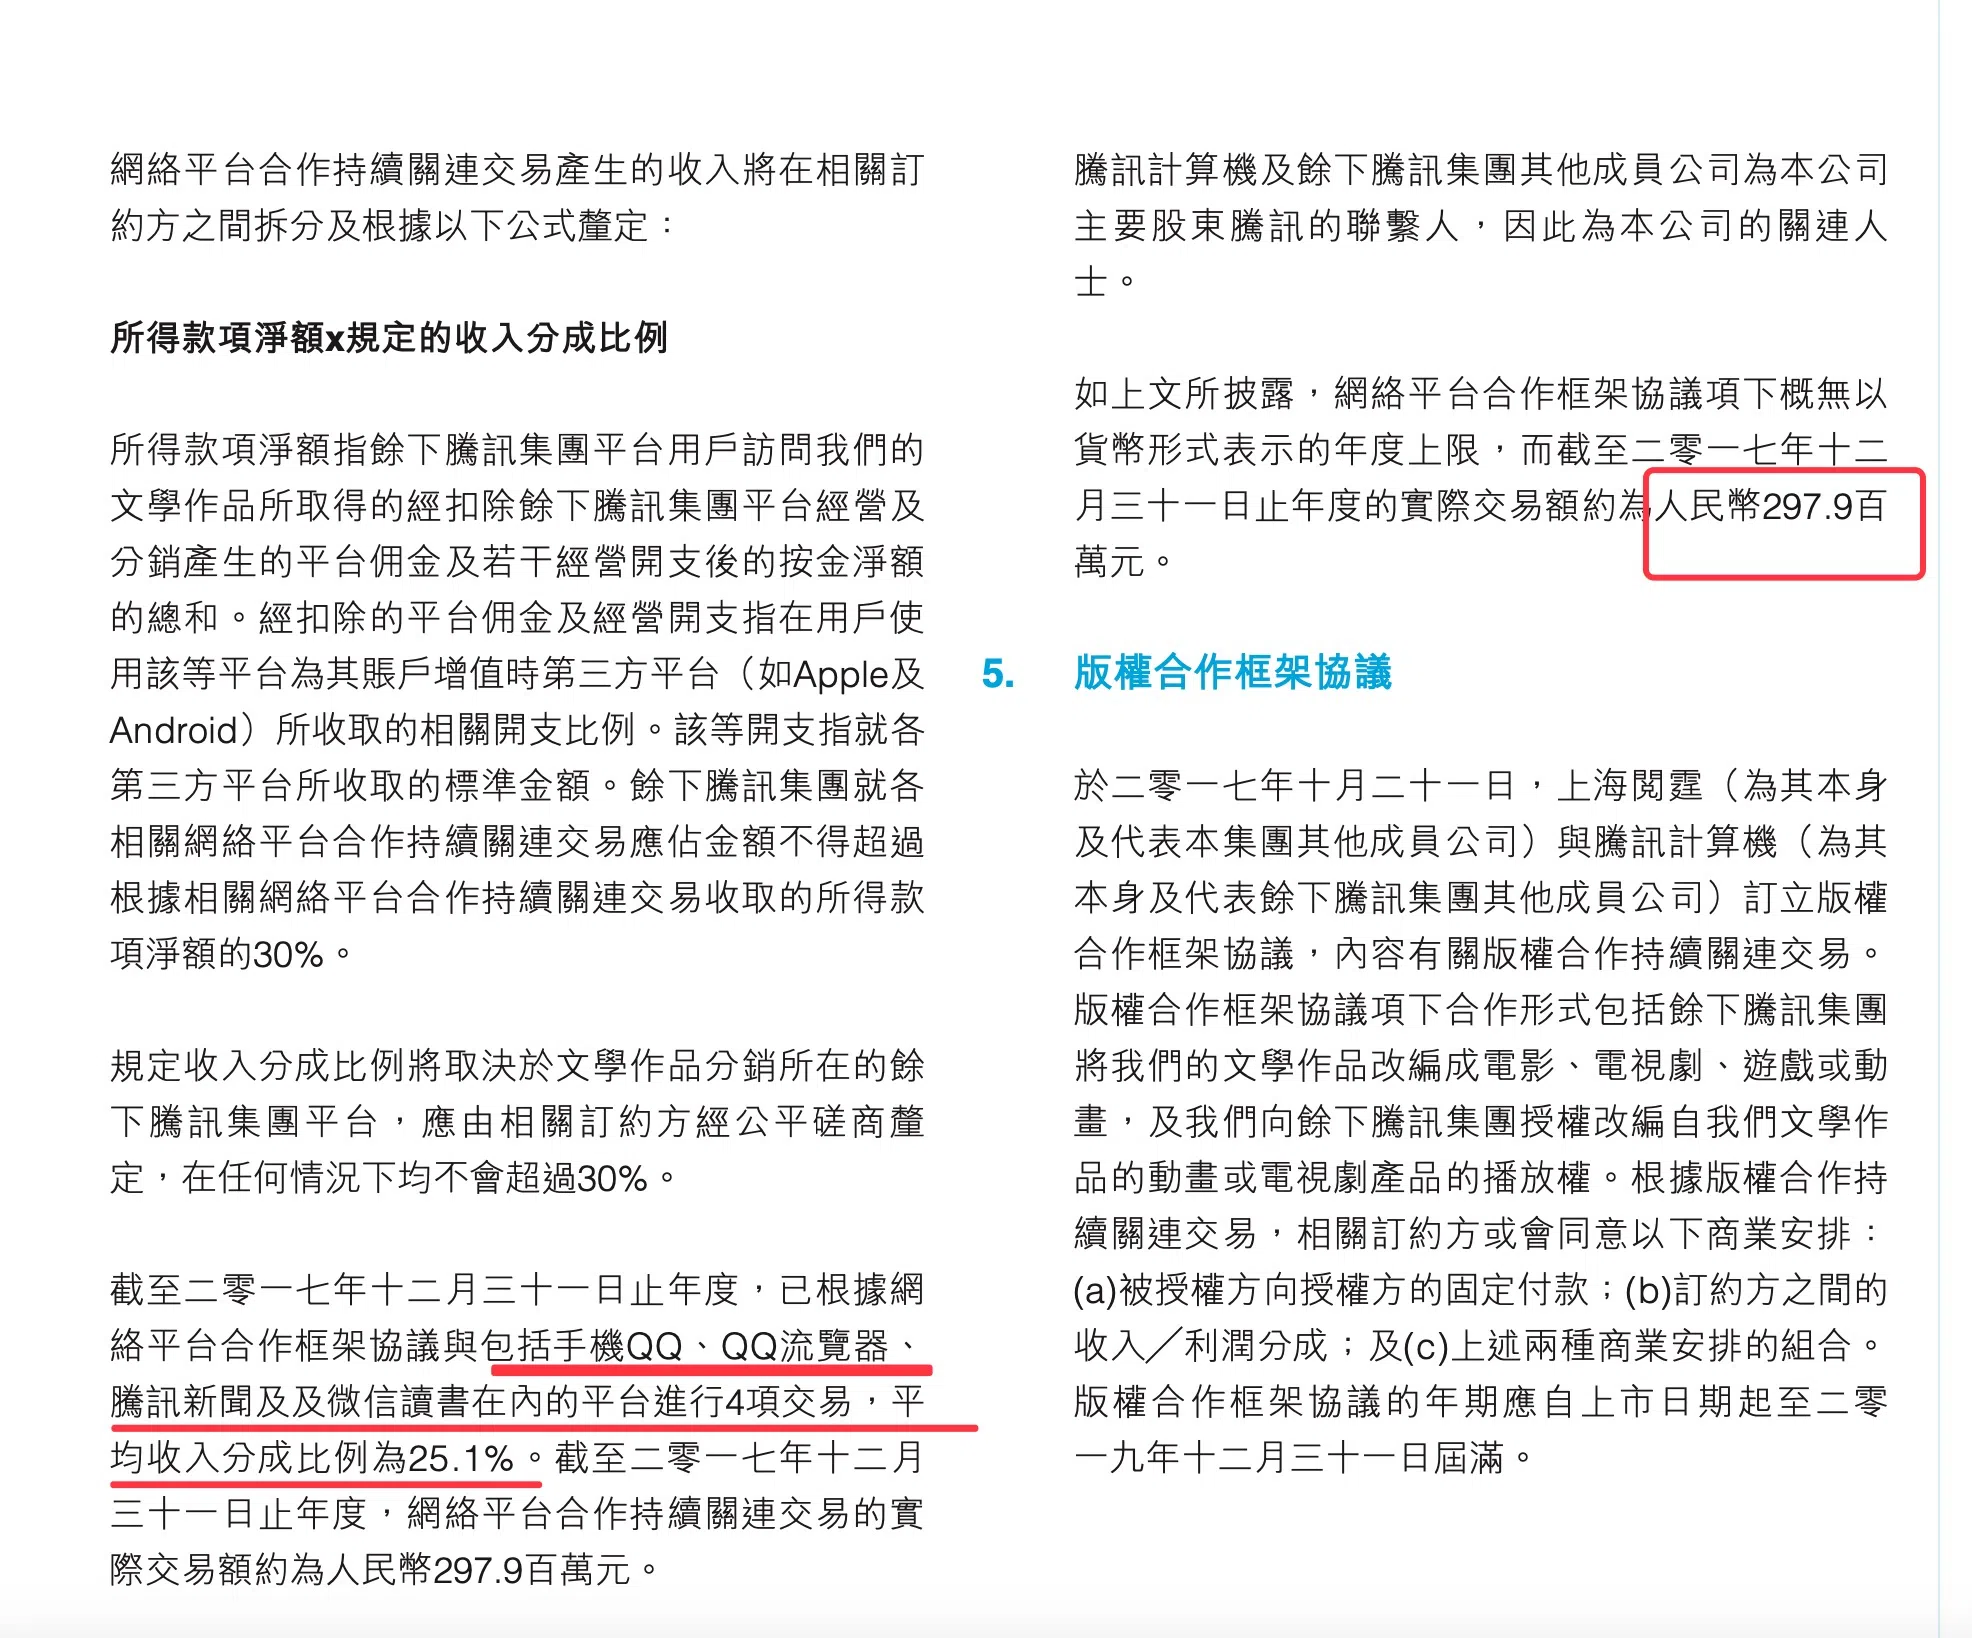 網絡平台合作持續關連交易產生的收入將在相關訂
約方之間拆分及根據以下公式釐定：
所得款項淨額x規定的收入分成比例
所得款項淨額指餘下騰訊集團平台用戶訪問我們的
文學作品所取得的經扣除餘下騰訊集團平台經營及
分銷產生的平台佣金及若干經營開支後的按金淨額
的總和。經扣除的平台佣金及經營開支指在用戶使
用該等平台為其賬戶增值時第三方平台（如Apple及
Android）所收取的相關開支比例。該等開支指就各
第三方平台所收取的標準金額。餘下騰訊集團就各
相關網絡平台合作持續關連交易應佔金額不得超過
根據相關網絡平台合作持續關連交易收取的所得款
項淨額的30%。
規定收入分成比例將取決於文學作品分銷所在的餘
下騰訊集團平台，應由相關訂約方經公平磋商釐
定，在任何情況下均不會超過30%。
截至二零一七年十二月三十一日止年度，已根據網
絡平台合作框架協議與包括手機QQ、QQ流覽器、
騰訊新聞及及微信讀書在內的平台進行4項交易，平
均收入分成比例為25.1%。截至二零一七年十二月
三十一日止年度，網絡平台合作持續關連交易的實
際交易額約為人民幣297.9百萬元。
騰訊計算機及餘下騰訊集團其他成員公司為本公司
主要股東騰訊的聯繫人，因此為本公司的關連人
士。
如上文所披露，網絡平台合作框架協議項下概無以
貨幣形式表示的年度上限，而截至二零一七年十二
月三十一日止年度的實際交易額約為人民幣297.9百
萬元。
5. 版權合作框架協議
於二零一七年十月二十一日，上海閱霆（為其本身
及代表本集團其他成員公司）與騰訊計算機（為其
本身及代表餘下騰訊集團其他成員公司）訂立版權
合作框架協議，內容有關版權合作持續關連交易。
版權合作框架協議項下合作形式包括餘下騰訊集團
將我們的文學作品改編成電影、電視劇、遊戲或動
畫，及我們向餘下騰訊集團授權改編自我們文學作
品的動畫或電視劇產品的播放權。根據版權合作持
續關連交易，相關訂約方或會同意以下商業安排：
(a)被授權方向授權方的固定付款；(b)訂約方之間的
收入／利潤分成；及(c)上述兩種商業安排的組合。
版權合作框架協議的年期應自上市日期起至二零
一九年十二月三十一日屆滿。